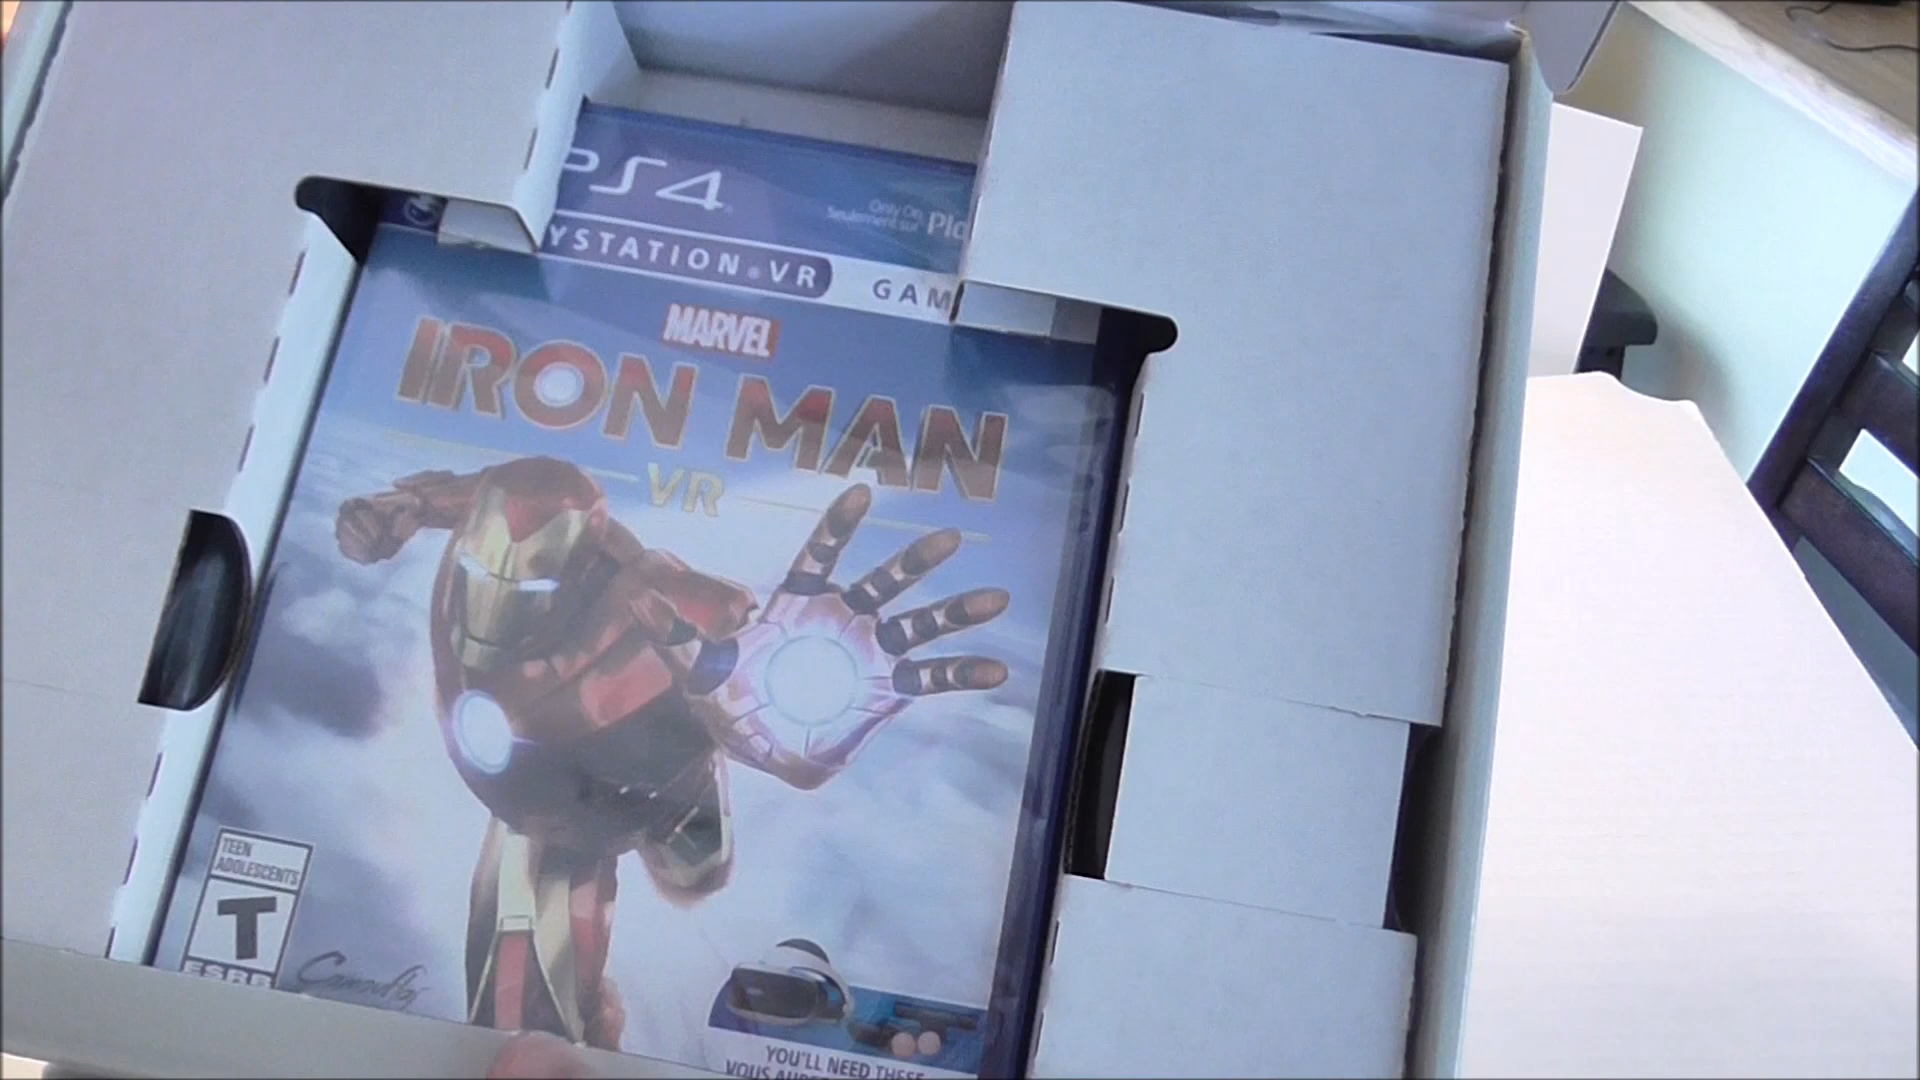 PS4
Only On
Seulement sur
YSTATION VR
GAM
MARVEL
IRON MAN
VR
TEEN
ADOLESCENTS
T
ESRB
Camouflaj
YOU'LL NEED THESE